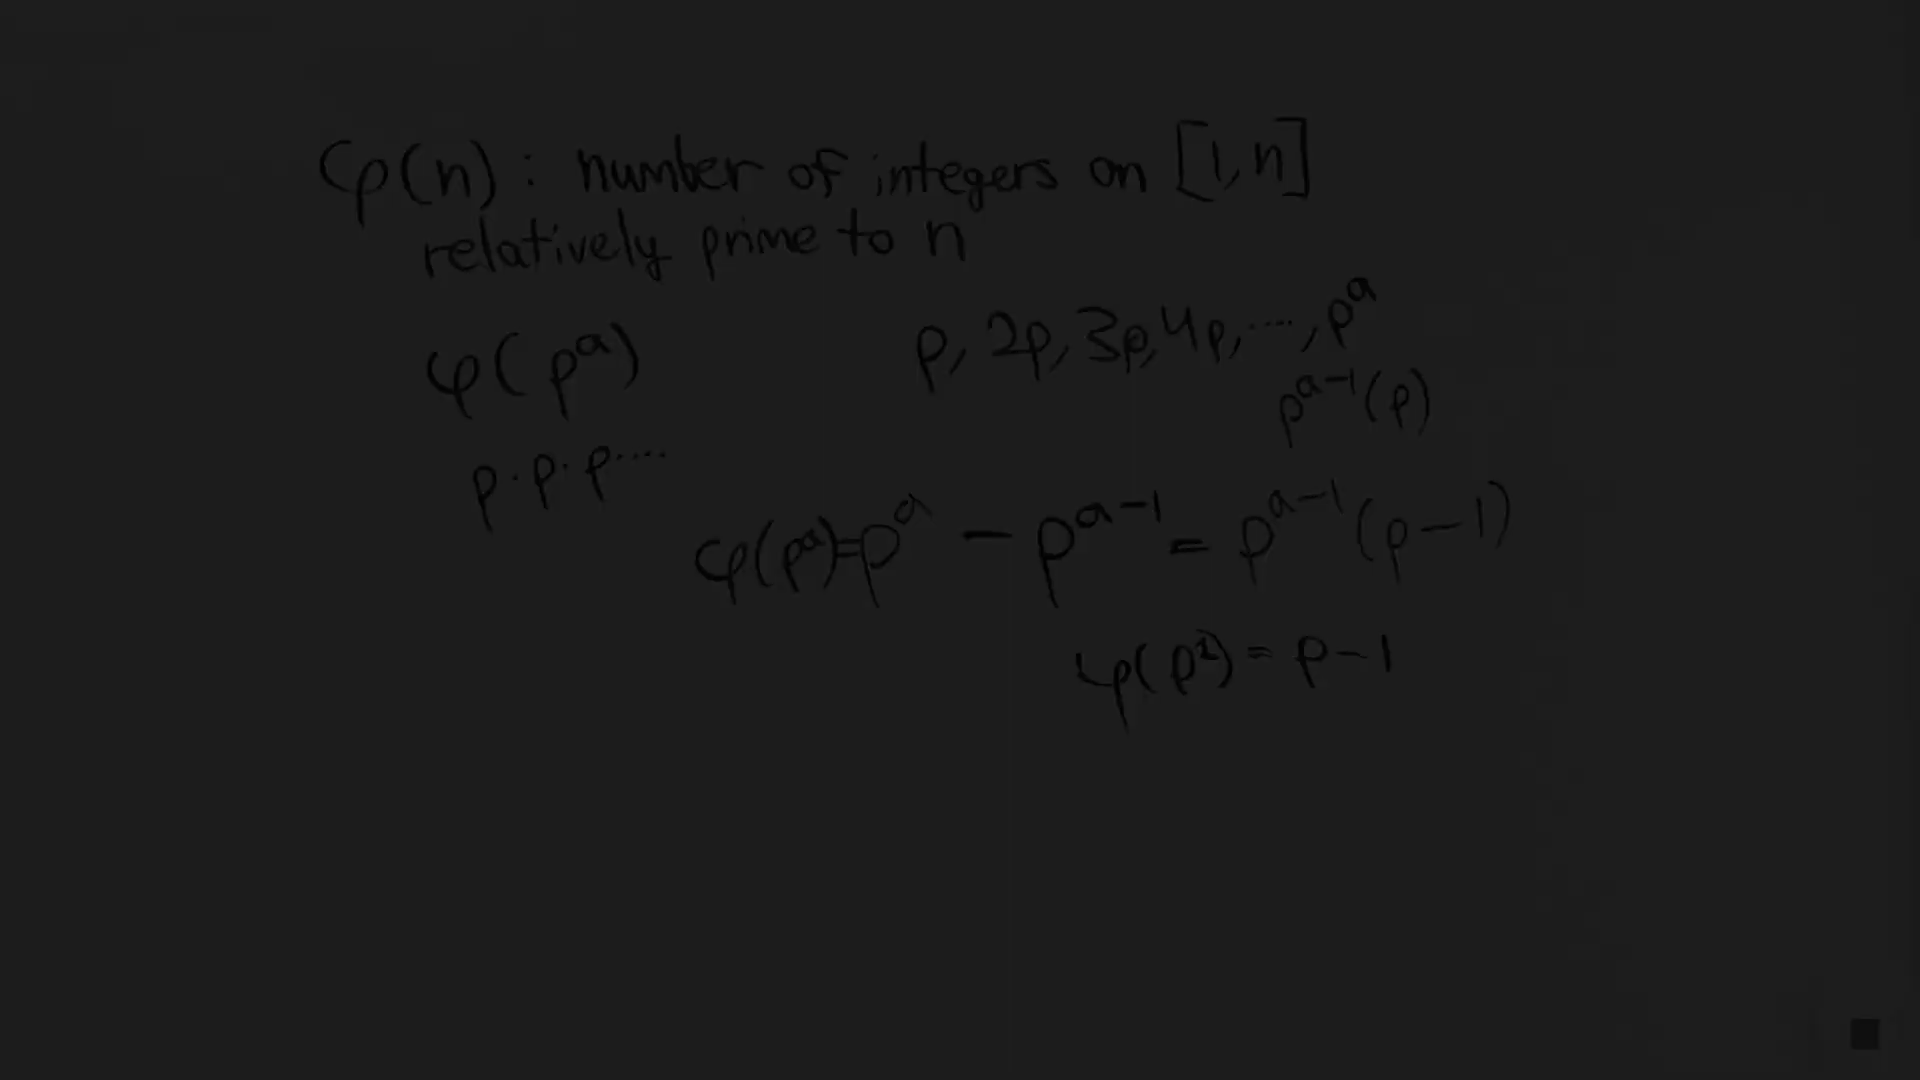 φ(n): number of integers on [1,n]
relatively prime to n
φ(p^a)
p, 2p, 3p, 4p, ..., p^a
p^{a-1}(p)
p·p·p....
φ(p^a)=p^a - p^{a-1} = p^{a-1}(p-1)
φ(p^1) = p-1